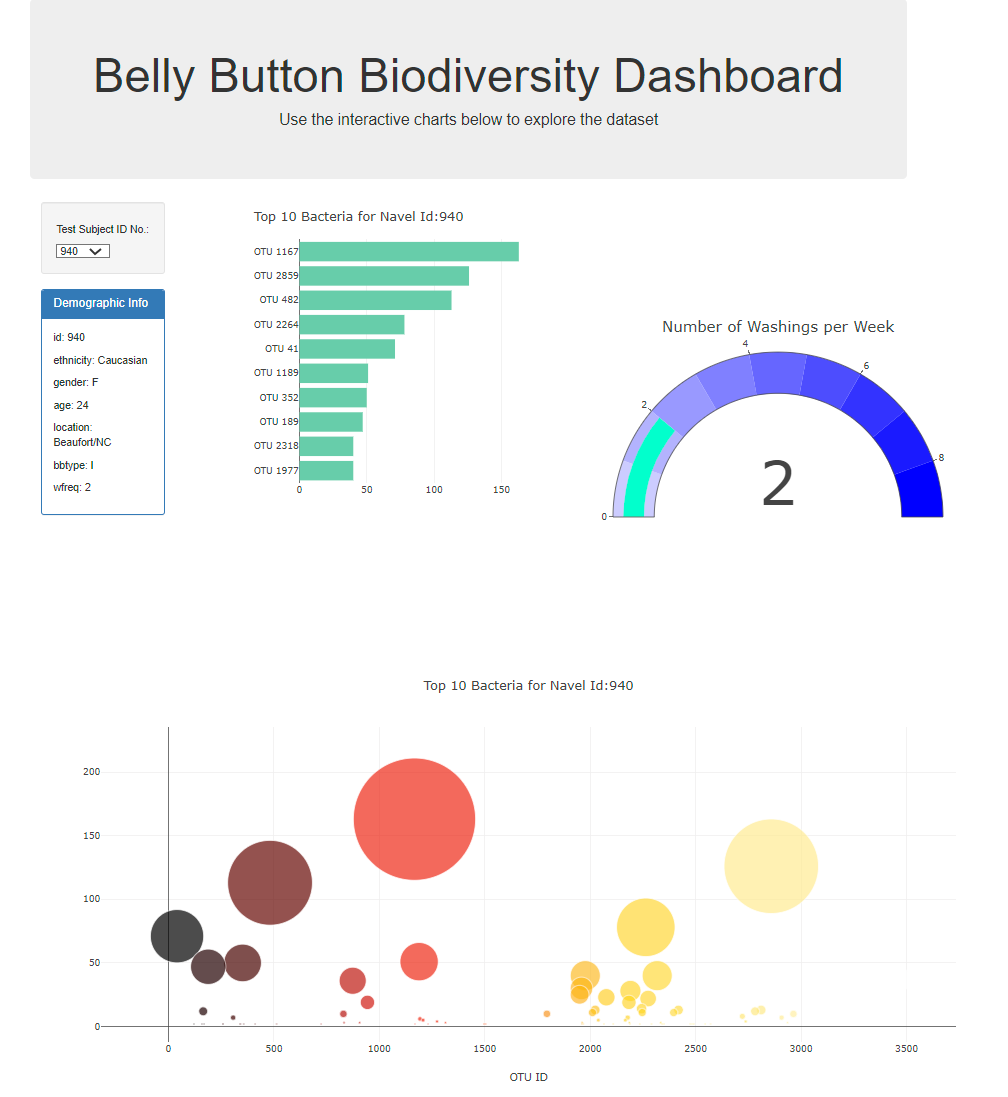 Belly Button Biodiversity Dashboard
Use the interactive charts below to explore the dataset
Test Subject ID No.:
940
Demographic Info
id: 940
ethnicity: Caucasian
gender: F
age: 24
location:
Beaufort/NC
bbtype: I
wfreq: 2
Top 10 Bacteria for Navel Id:940
OTU 1167
OTU 2859
OTU 482
OTU 2264
OTU 41
OTU 1189
OTU 352
OTU 189
OTU 2318
OTU 1977
0 50 100 150
Number of Washings per Week
0
2
4
6
8
2
Top 10 Bacteria for Navel Id:940
200
150
100
50
0
0 500 1000 1500 2000 2500 3000 3500
OTU ID